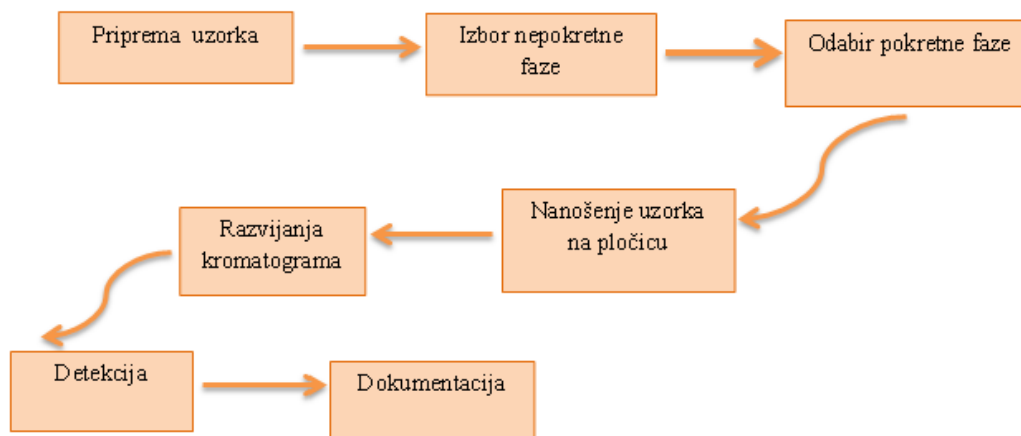 Priprema uzorka
Izbor nepokretne
faze
Odabir pokretne faze
Nanošenje uzorka
na pločicu
Razvijanja
kromatograma
Detekcija
Dokumentacija